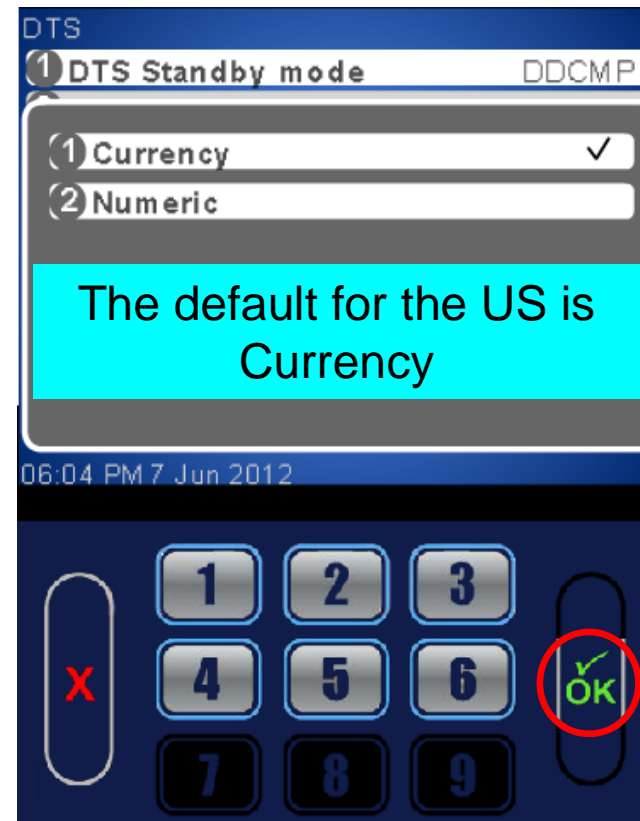 DTS
1 DTS Standby mode DDCMP
1 Currency ✓
2 Numeric
The default for the US is
Currency
06:04 PM 7 Jun 2012
1 2 3
X 4 5 6 OK
7 8 9